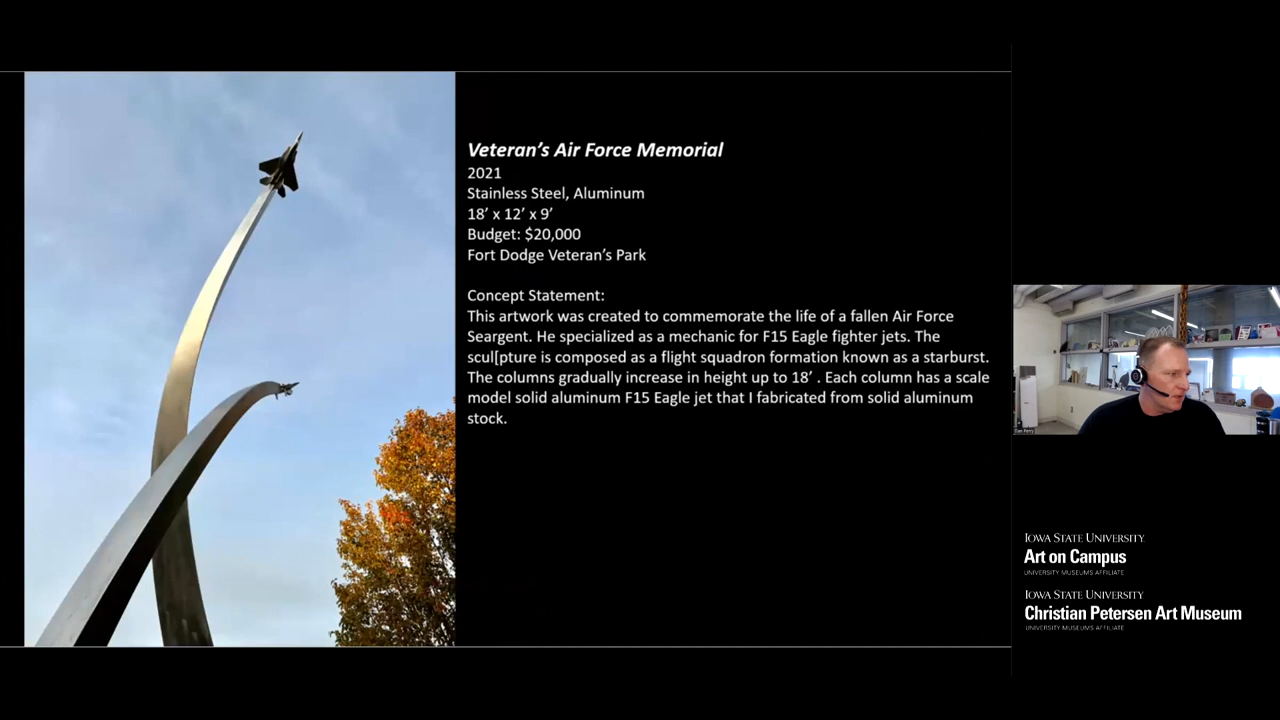 Veteran's Air Force Memorial
2021
Stainless Steel, Aluminum
18' x 12' x 9'
Budget: $20,000
Fort Dodge Veteran's Park
Concept Statement:
This artwork was created to commemorate the life of a fallen Air Force
Seargent. He specialized as a mechanic for F15 Eagle fighter jets. The
scul[pture is composed as a flight squadron formation known as a starburst.
The columns gradually increase in height up to 18' . Each column has a scale
model solid aluminum F15 Eagle jet that I fabricated from solid aluminum
stock.
Dan Perry
IOWA STATE UNIVERSITY
Art on Campus
UNIVERSITY MUSEUMS AFFILIATE
IOWA STATE UNIVERSITY
Christian Petersen Art Museum
UNIVERSITY MUSEUMS AFFILIATE